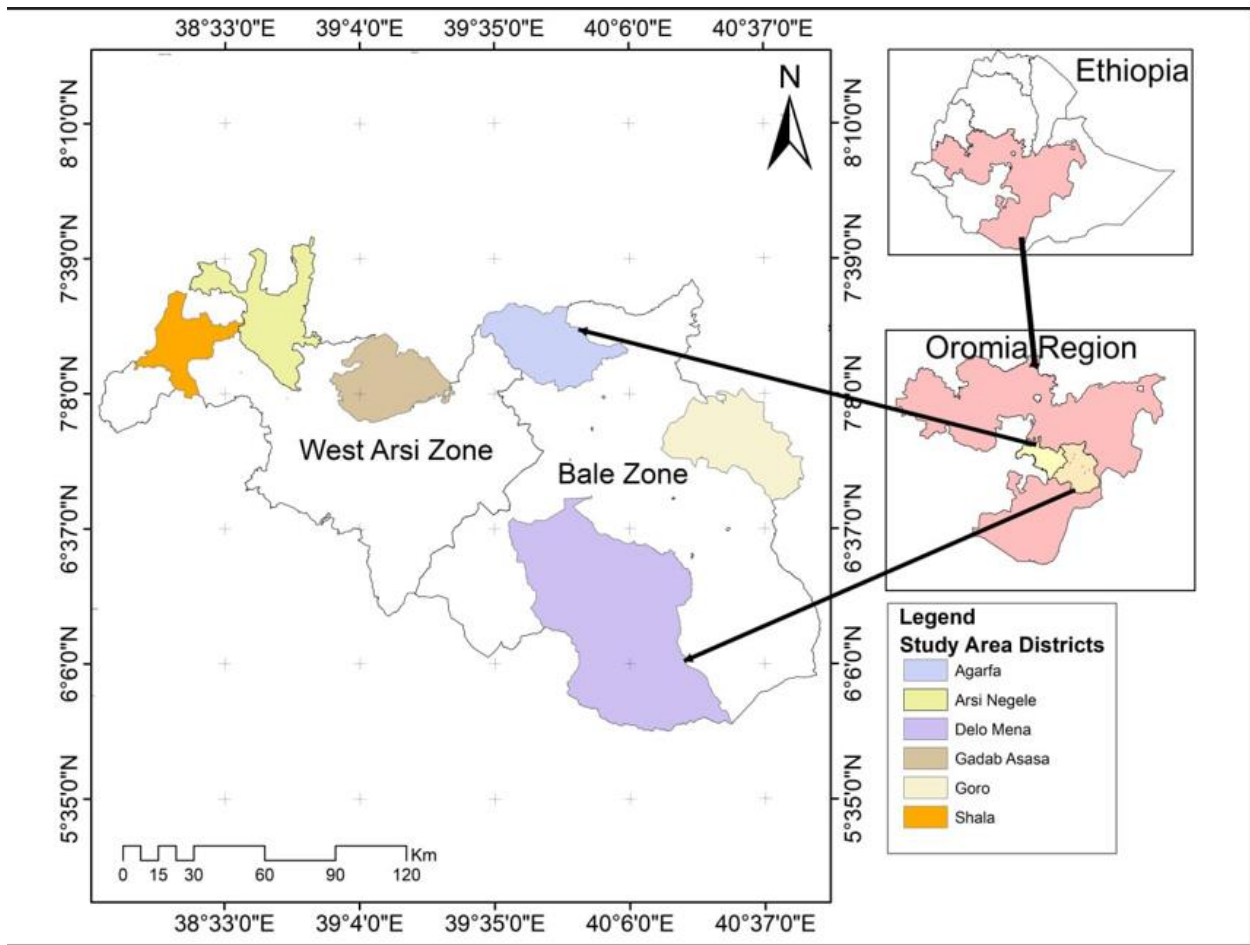 38°33'0"E 39°4'0"E 39°35'0"E 40°6'0"E 40°37'0"E
N
Ethiopia
8°10'0"N
8°10'0"N
7°39'0"N
7°39'0"N
Oromia Region
7°8'0"N
7°8'0"N
West Arsi Zone
Bale Zone
6°37'0"N
6°37'0"N
6°6'0"N
6°6'0"N
5°35'0"N
5°35'0"N
Legend
Study Area Districts
Agarfa
Arsi Negele
Delo Mena
Gadab Asasa
Goro
Shala
Km
0 15 30 60 90 120
38°33'0"E 39°4'0"E 39°35'0"E 40°6'0"E 40°37'0"E